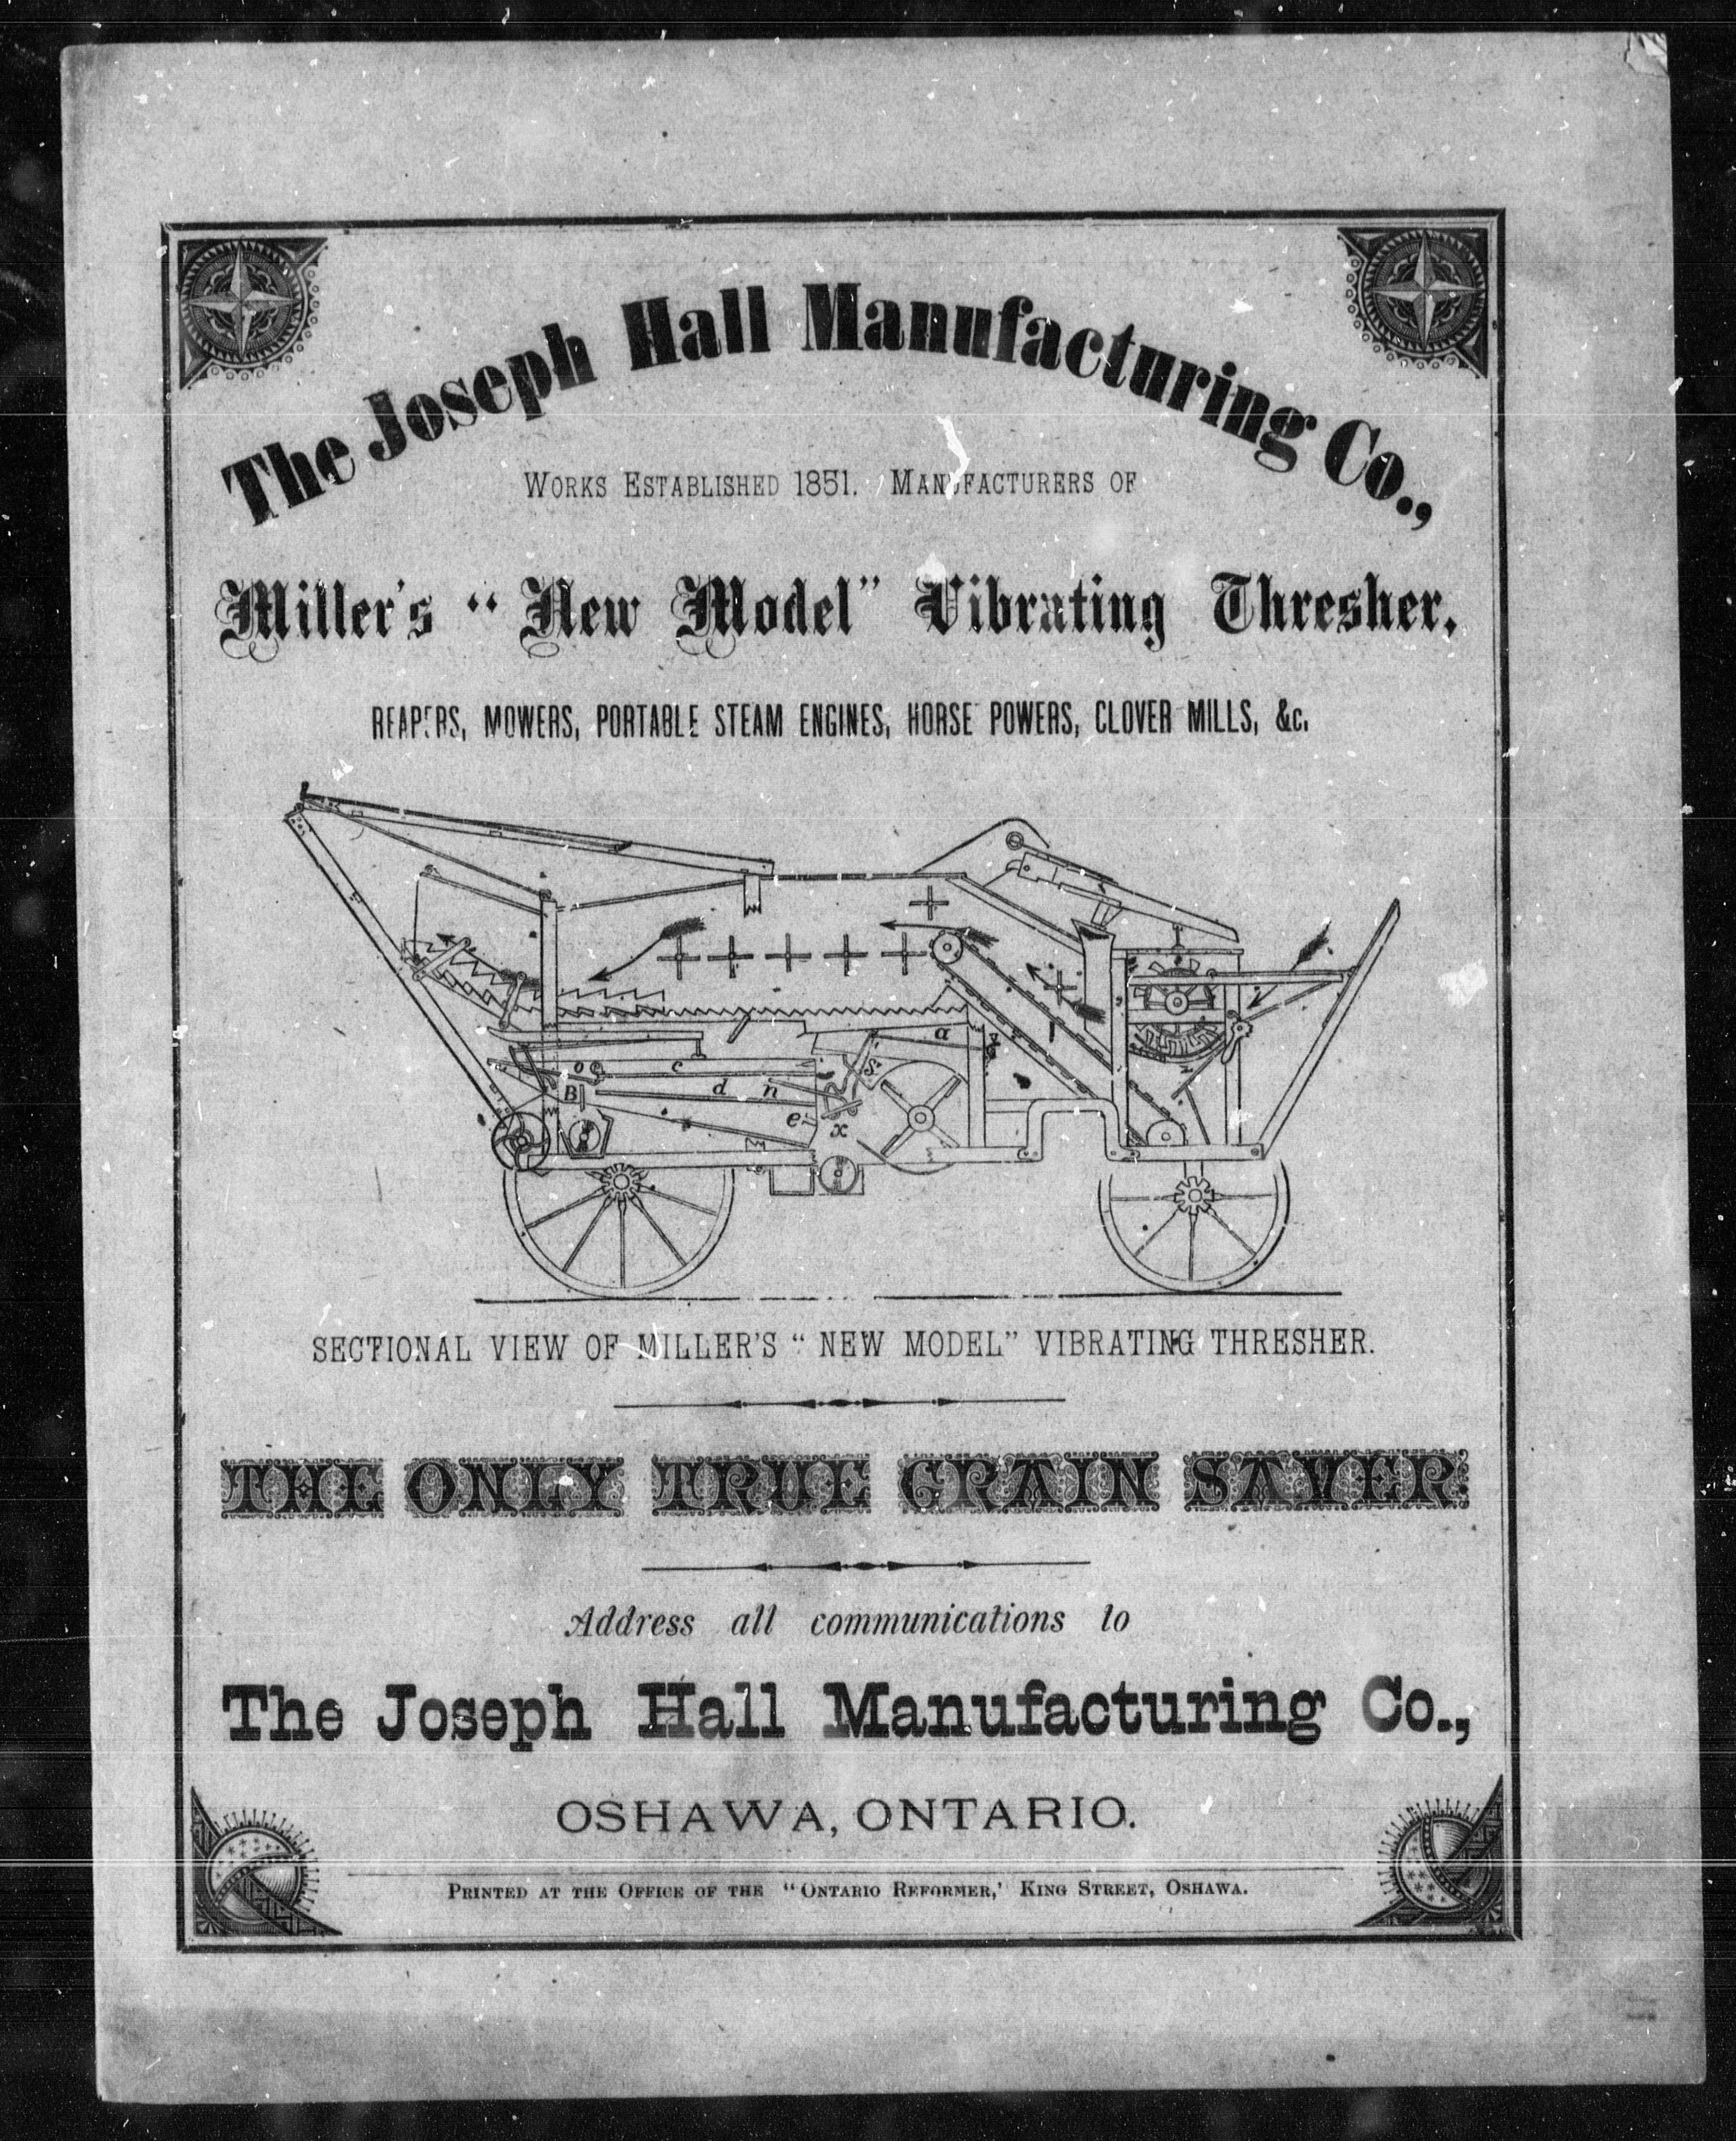 The Joseph Hall Manufacturing Co.,
WORKS ESTABLISHED 1851. MANUFACTURERS OF
Miller's "New Model" Vibrating Thresher,
REAPERS, MOWERS, PORTABLE STEAM ENGINES, HORSE POWERS, CLOVER MILLS, &c.
a
o e c
S
B d n
e
x
SECTIONAL VIEW OF MILLER'S "NEW MODEL" VIBRATING THRESHER.
THE ONLY TRUE GRAIN SAVER.
Address all communications to
The Joseph Hall Manufacturing Co.,
OSHAWA, ONTARIO.
PRINTED AT THE OFFICE OF THE "ONTARIO REFORMER,' KING STREET, OSHAWA.